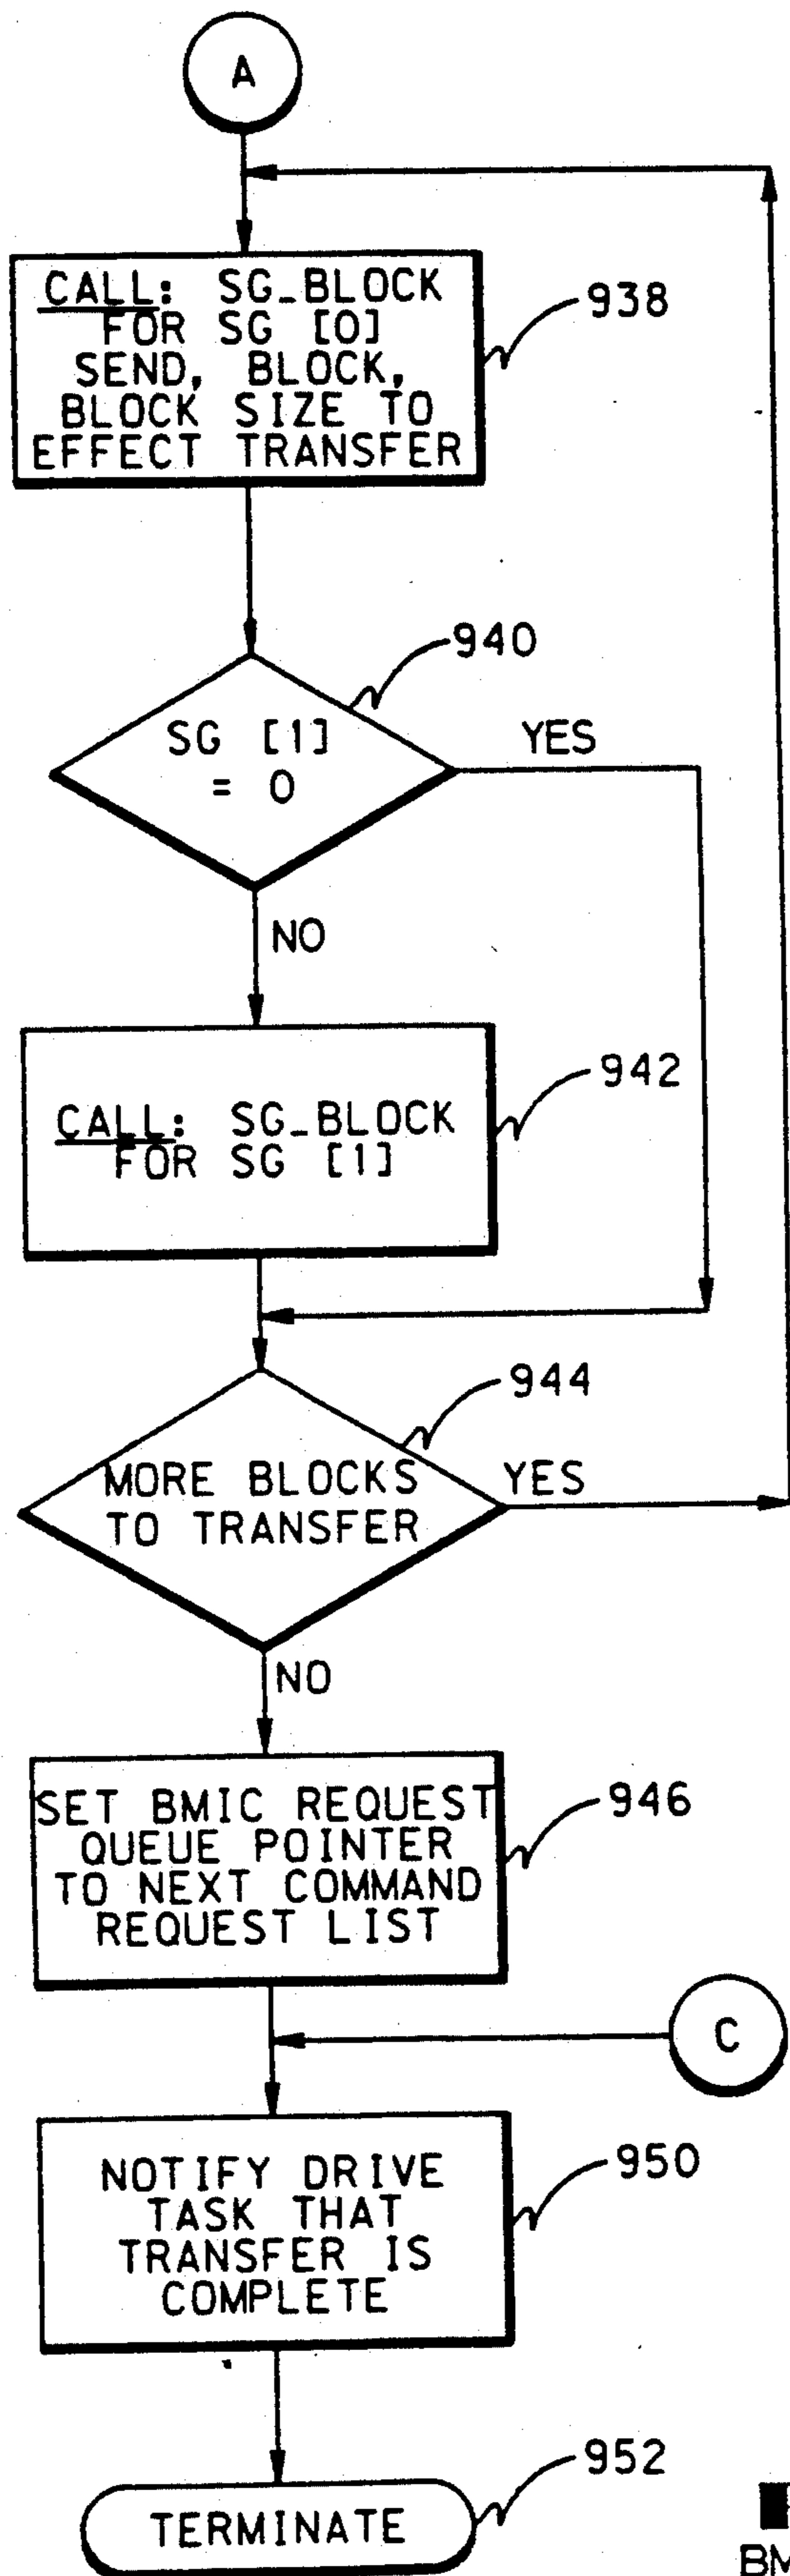 A
CALL: SG_BLOCK
FOR SG [0]
SEND, BLOCK,
BLOCK SIZE TO
EFFECT TRANSFER
938
940
SG [1]
= 0
YES
NO
942
CALL: SG_BLOCK
FOR SG [1]
944
MORE BLOCKS
TO TRANSFER
YES
NO
946
SET BMIC REQUEST
QUEUE POINTER
TO NEXT COMMAND
REQUEST LIST
C
950
NOTIFY DRIVE
TASK THAT
TRANSFER IS
COMPLETE
952
TERMINATE
BM